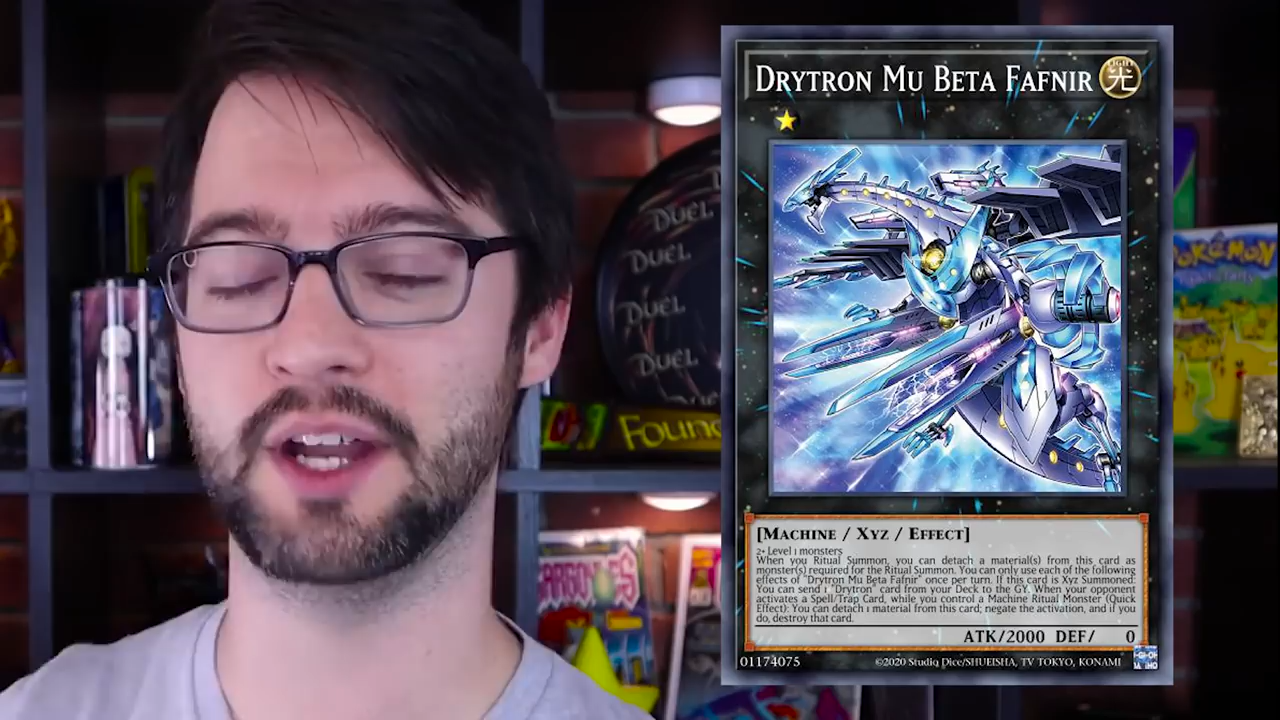 DRYTRON MU BETA FAFNIR
LIGHT
光
DUEL
DUEL
DUEL
DUEL
POKÉMON
FOUND
[MACHINE / XYZ / EFFECT]
2+ Level 1 monsters
When you Ritual Summon, you can detach a material(s) from this card as
monster(s) required for the Ritual Summon. You can only use each of the following
effects of "Drytron Mu Beta Fafnir" once per turn. If this card is Xyz Summoned:
You can send 1 "Drytron" card from your Deck to the GY. When your opponent
activates a Spell/Trap Card, while you control a Machine Ritual Monster (Quick
Effect): You can detach 1 material from this card; negate the activation, and if you
do, destroy that card.
ATK/2000 DEF/ 0
01174075
©2020 Studio Dice/SHUEISHA, TV TOKYO, KONAMI